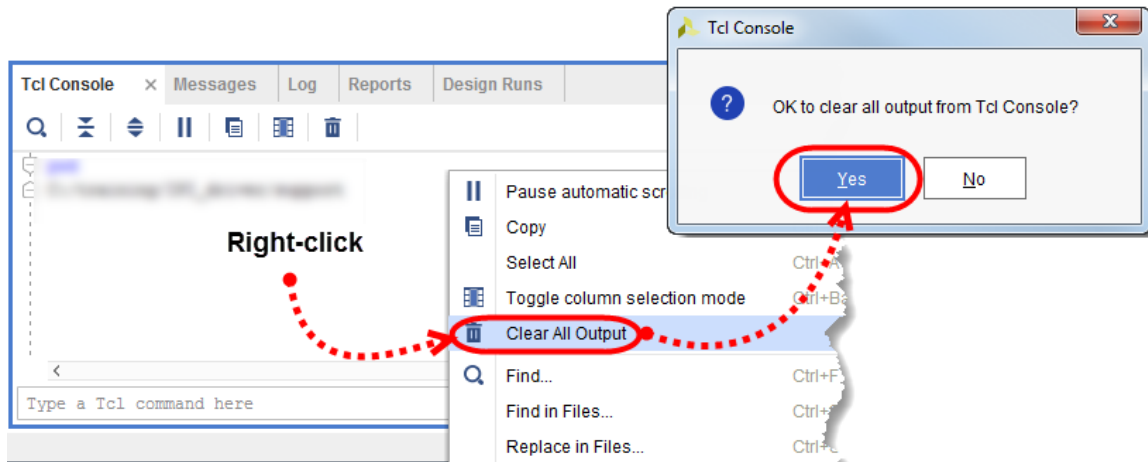 Tcl Console
OK to clear all output from Tcl Console?
Yes No
Tcl Console × Messages Log Reports Design Runs
Right-click
Pause automatic
Copy
Select All
Toggle column selection mode
Clear All Output
Find... Ctrl+F
Find in Files...
Replace in Files...
Type a Tcl command here